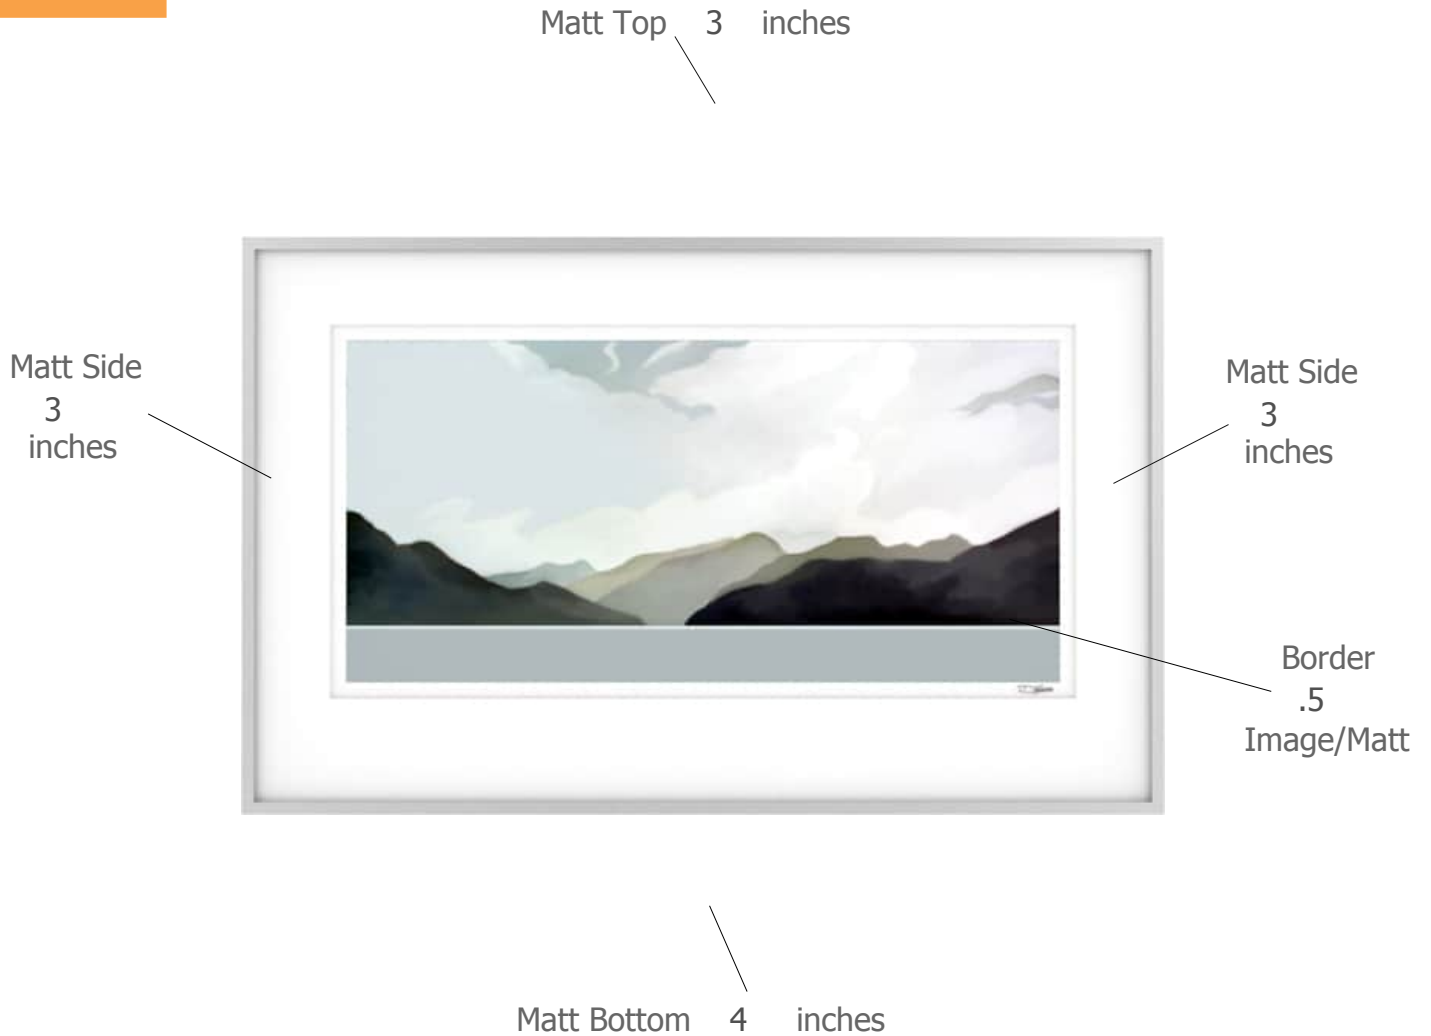 Matt Top 3 inches
Matt Side
3
inches
Matt Side
3
inches
Border
.5
Image/Matt
Matt Bottom 4 inches